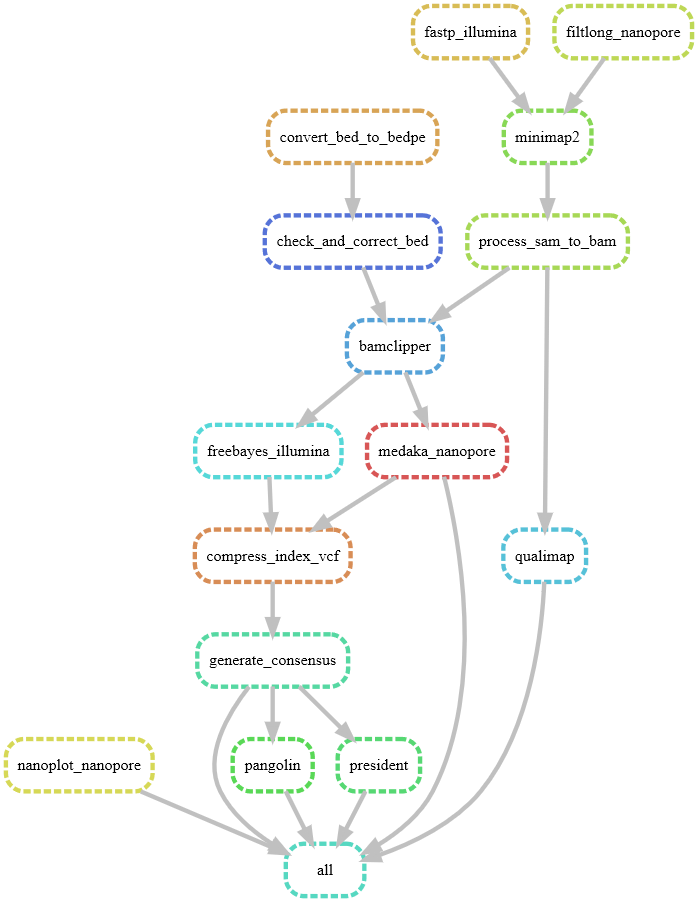 fastp_illumina
filtlong_nanopore
convert_bed_to_bedpe
minimap2
check_and_correct_bed
process_sam_to_bam
bamclipper
freebayes_illumina
medaka_nanopore
compress_index_vcf
qualimap
generate_consensus
nanoplot_nanopore
pangolin
president
all